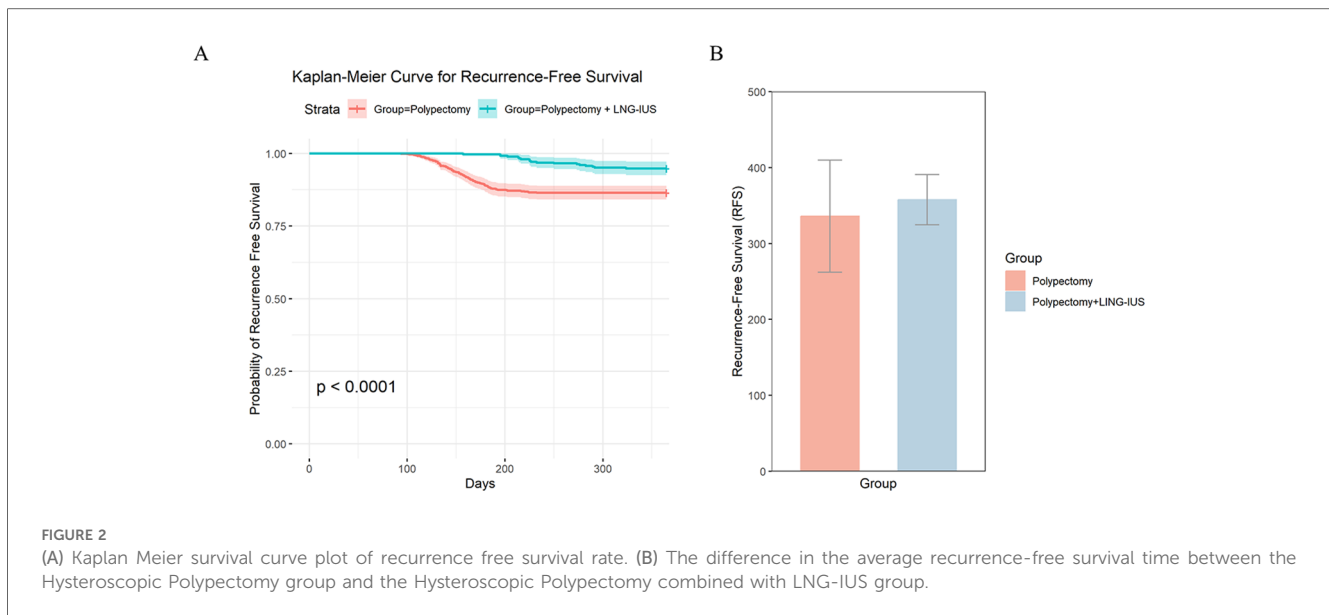 A
Kaplan-Meier Curve for Recurrence-Free Survival
Strata Group=Polypectomy Group=Polypectomy + LNG-IUS
Probability of Recurrence Free Survival
1.00
0.75
0.50
0.25
0.00
p < 0.0001
0 100 200 300
Days
B
Recurrence-Free Survival (RFS)
500
400
300
200
100
0
Group
Group
Polypectomy
Polypectomy+LING-IUS
FIGURE 2
(A) Kaplan Meier survival curve plot of recurrence free survival rate. (B) The difference in the average recurrence-free survival time between the
Hysteroscopic Polypectomy group and the Hysteroscopic Polypectomy combined with LNG-IUS group.